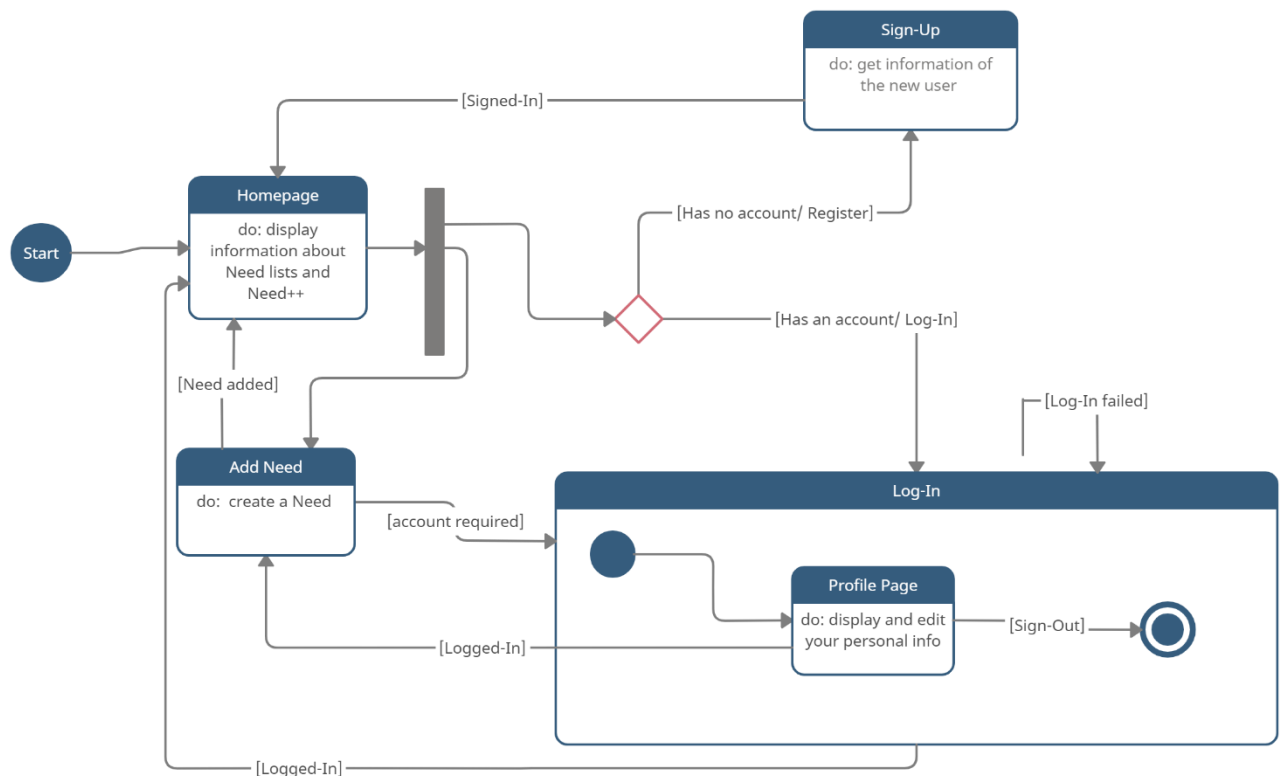 Sign-Up
do: get information of
the new user
[Signed-In]
Homepage
do: display
information about
Need lists and
Need++
Start
[Has no account/ Register]
[Has an account/ Log-In]
[Need added]
[Log-In failed]
Add Need
do:  create a Need
[account required]
Log-In
Profile Page
do: display and edit
your personal info
[Sign-Out]
[Logged-In]
[Logged-In]